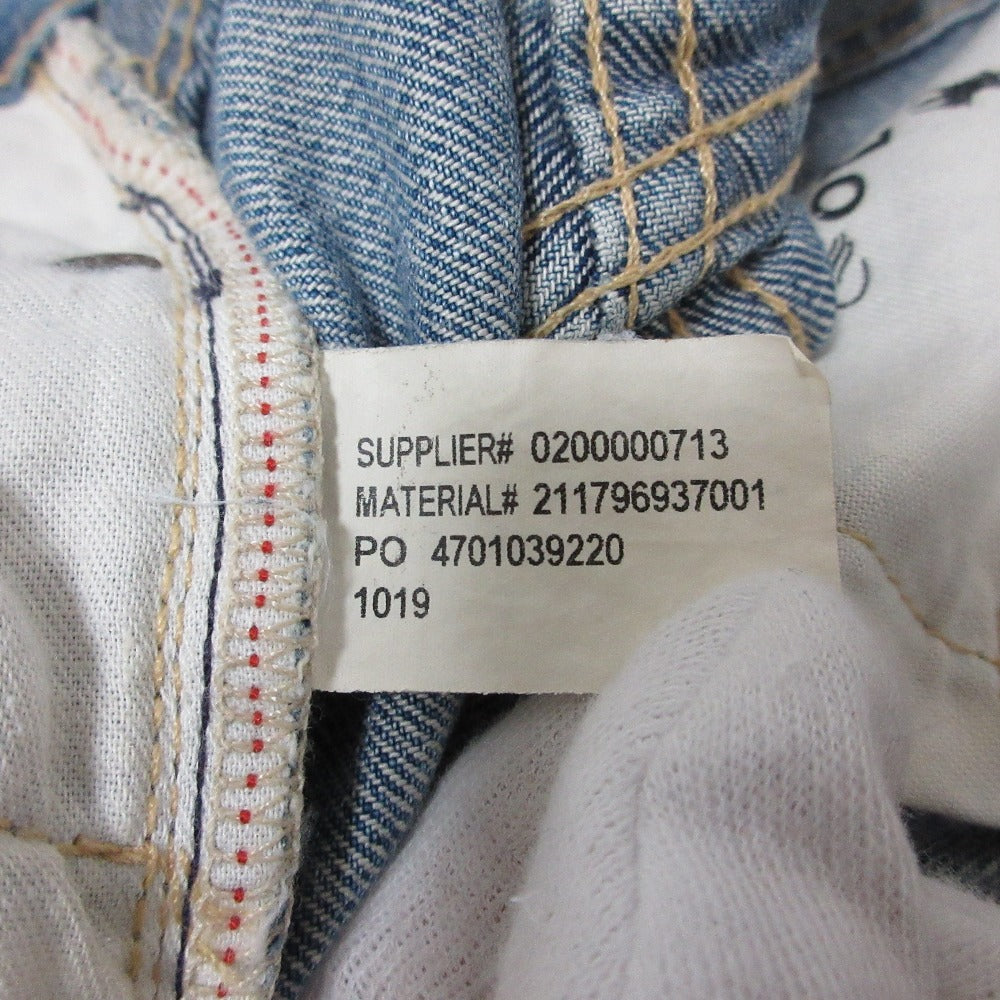 SUPPLIER# 0200000713
MATERIAL# 211796937001
PO 4701039220
1019